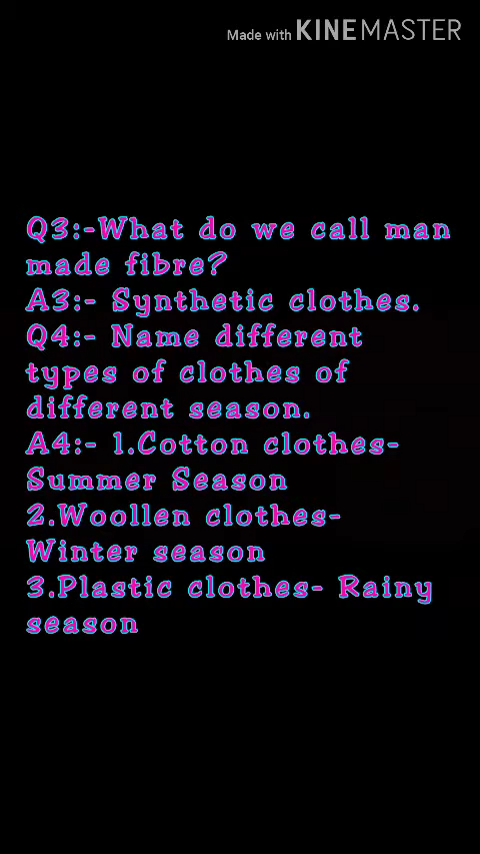 Made with KINEMASTER
Q3:-What do we call man
made fibre?
A3:- Synthetic clothes.
Q4:- Name different
types of clothes of
different season.
A4:- 1.Cotton clothes-
Summer Season
2.Woollen clothes-
Winter season
3.Plastic clothes- Rainy
season